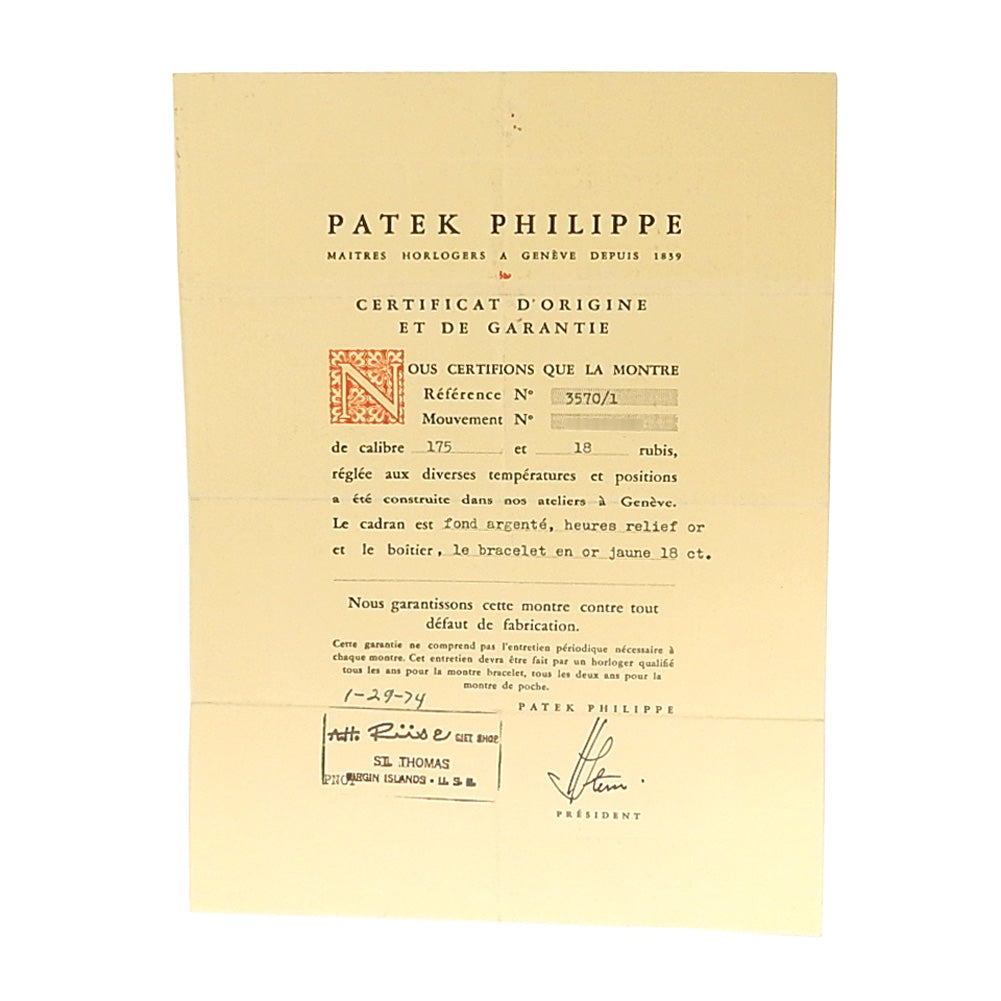 PATEK PHILIPPE
MAITRES HORLOGERS A GENÈVE DEPUIS 1839
CERTIFICAT D'ORIGINE
ET DE GARANTIE
NOUS CERTIFIONS QUE LA MONTRE
Référence Nº 3570/1
Mouvement Nº
de calibre 175 et 18 rubis,
réglée aux diverses températures et positions
a été construite dans nos ateliers à Genève.
Le cadran est fond argenté, heures relief or
et le boîtier, le bracelet en or jaune 18 ct.
Nous garantissons cette montre contre tout
défaut de fabrication.
Cette garantie ne comprend pas l'entretien périodique nécessaire à
chaque montre. Cet entretien devra être fait par un horloger qualifié
tous les ans pour la montre bracelet, tous les deux ans pour la
montre de poche.
1-29-74
PATEK PHILIPPE
Riise GIFT SHOP
ST. THOMAS
VIRGIN ISLANDS • U. S. A.
PRÉSIDENT